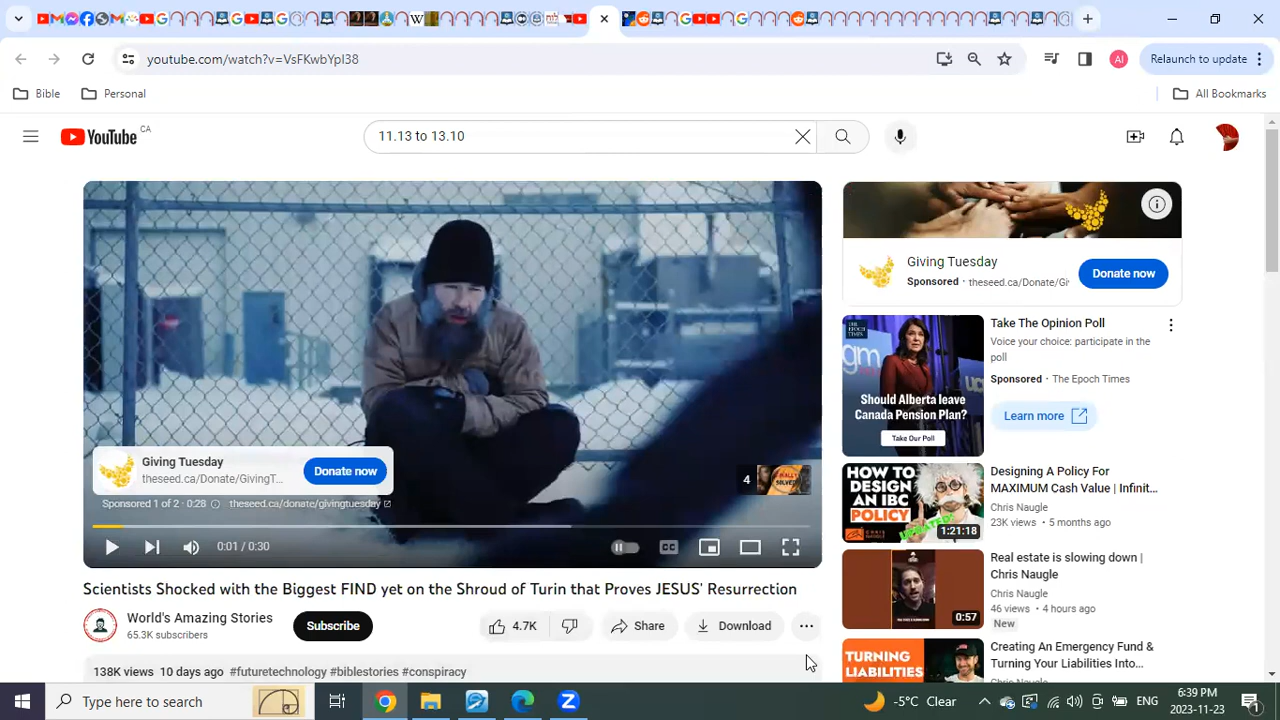 youtube.com/watch?v=VsFKwbYpI38
Relaunch to update
Bible
Personal
All Bookmarks
YouTube CA
11.13 to 13.10
Giving Tuesday
theseed.ca/Donate/GivingT...
Donate now
4
Sponsored 1 of 2 · 0:28 theseed.ca/donate/givingtuesday
0:01 / 0:30
CC
Scientists Shocked with the Biggest FIND yet on the Shroud of Turin that Proves JESUS' Resurrection
World's Amazing Stories
65.3K subscribers
Subscribe
4.7K
Share
Download
138K views 10 days ago #futuretechnology #biblestories #conspiracy
Giving Tuesday
Sponsored · theseed.ca/Donate/Gi
Donate now
THE EPOCH TIMES
Should Alberta leave
Canada Pension Plan?
Take Our Poll
Take The Opinion Poll
Voice your choice: participate in the
poll
Sponsored · The Epoch Times
Learn more
HOW TO
DESIGN
AN IBC
POLICY
UPDATED!
1:21:18
Designing A Policy For
MAXIMUM Cash Value | Infinit...
Chris Naugle
23K views · 5 months ago
0:57
Real estate is slowing down |
Chris Naugle
Chris Naugle
46 views · 4 hours ago
New
TURNING
LIABILITIES
Creating An Emergency Fund &
Turning Your Liabilities Into...
Type here to search
-5°C Clear
ENG
6:39 PM
2023-11-23